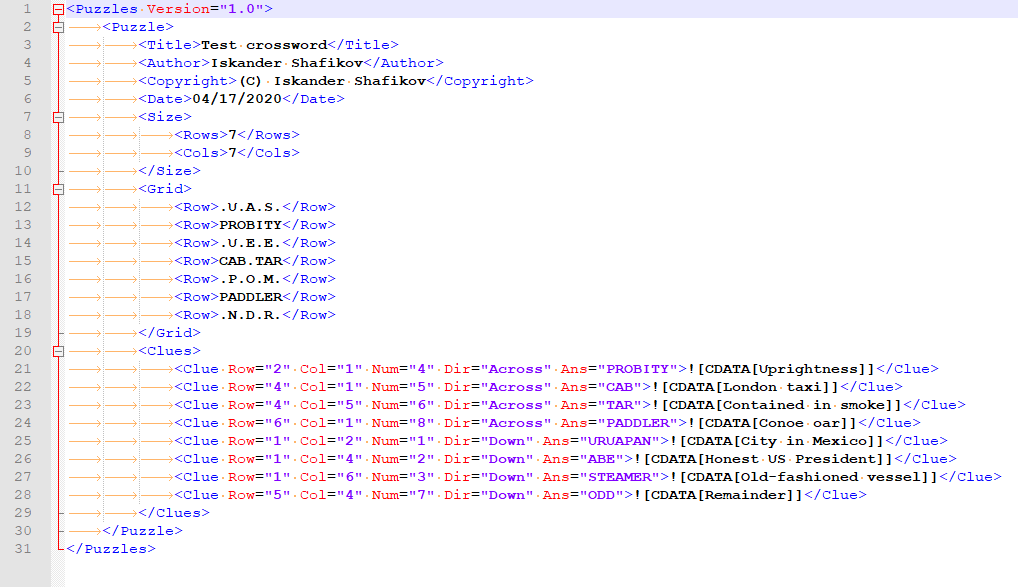 1 <Puzzles Version="1.0">
2 <Puzzle>
3 <Title>Test crossword</Title>
4 <Author>Iskander Shafikov</Author>
5 <Copyright>(C) Iskander Shafikov</Copyright>
6 <Date>04/17/2020</Date>
7 <Size>
8 <Rows>7</Rows>
9 <Cols>7</Cols>
10 </Size>
11 <Grid>
12 <Row>.U.A.S.</Row>
13 <Row>PROBITY</Row>
14 <Row>.U.E.E.</Row>
15 <Row>CAB.TAR</Row>
16 <Row>.P.O.M.</Row>
17 <Row>PADDLER</Row>
18 <Row>.N.D.R.</Row>
19 </Grid>
20 <Clues>
21 <Clue Row="2" Col="1" Num="4" Dir="Across" Ans="PROBITY">![CDATA[Uprightness]]</Clue>
22 <Clue Row="4" Col="1" Num="5" Dir="Across" Ans="CAB">![CDATA[London taxi]]</Clue>
23 <Clue Row="4" Col="5" Num="6" Dir="Across" Ans="TAR">![CDATA[Contained in smoke]]</Clue>
24 <Clue Row="6" Col="1" Num="8" Dir="Across" Ans="PADDLER">![CDATA[Conoe oar]]</Clue>
25 <Clue Row="1" Col="2" Num="1" Dir="Down" Ans="URUAPAN">![CDATA[City in Mexico]]</Clue>
26 <Clue Row="1" Col="4" Num="2" Dir="Down" Ans="ABE">![CDATA[Honest US President]]</Clue>
27 <Clue Row="1" Col="6" Num="3" Dir="Down" Ans="STEAMER">![CDATA[Old-fashioned vessel]]</Clue>
28 <Clue Row="5" Col="4" Num="7" Dir="Down" Ans="ODD">![CDATA[Remainder]]</Clue>
29 </Clues>
30 </Puzzle>
31 </Puzzles>